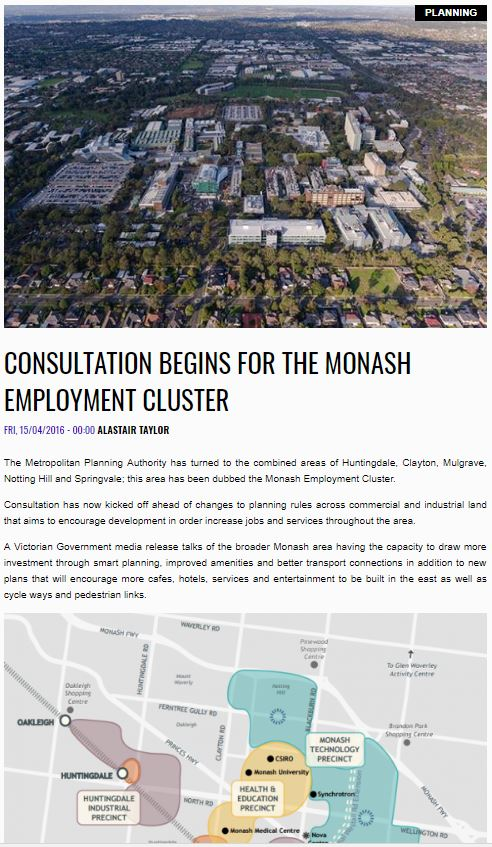 PLANNING
CONSULTATION BEGINS FOR THE MONASH
EMPLOYMENT CLUSTER
FRI, 15/04/2016 - 00:00 ALASTAIR TAYLOR
The Metropolitan Planning Authority has turned to the combined areas of Huntingdale, Clayton, Mulgrave,
Notting Hill and Springvale; this area has been dubbed the Monash Employment Cluster.
Consultation has now kicked off ahead of changes to planning rules across commercial and industrial land
that aims to encourage development in order increase jobs and services throughout the area.
A Victorian Government media release talks of the broader Monash area having the capacity to draw more
investment through smart planning, improved amenities and better transport connections in addition to new
plans that will encourage more cafes, hotels, services and entertainment to be built in the east as well as
cycle ways and pedestrian links.
MONASH FWY
WAVERLEY RD
HUNTINGDALE RD
Pinewood
Shopping
Centre
To Glen Waverley
Activity Centre
Mount
Waverley
Oakleigh
Shopping
Centre
Notting
Hill
BLACKBURN RD
FERNTREE GULLY RD
OAKLEIGH
Oakleigh
CLAYTON RD
Brandon Park
Shopping Centre
PRINCES HWY
MONASH
TECHNOLOGY
PRECINCT
CSIRO
HUNTINGDALE
Monash University
HEALTH &
EDUCATION
PRECINCT
Synchrotron
MONASH FWY
HUNTINGDALE
INDUSTRIAL
PRECINCT
NORTH RD
Monash Medical Centre
Nova
Centre
WELLINGTON RD